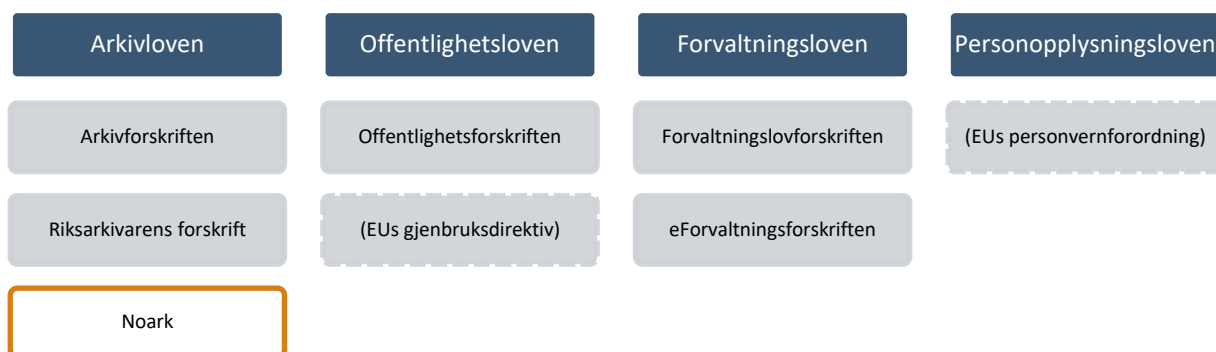 Arkivloven
Offentlighetsloven
Forvaltningsloven
Personopplysningsloven
Arkivforskriften
Offentlighetsforskriften
Forvaltningslovforskriften
(EUs personvernforordning)
Riksarkivarens forskrift
(EUs gjenbruksdirektiv)
eForvaltningsforskriften
Noark